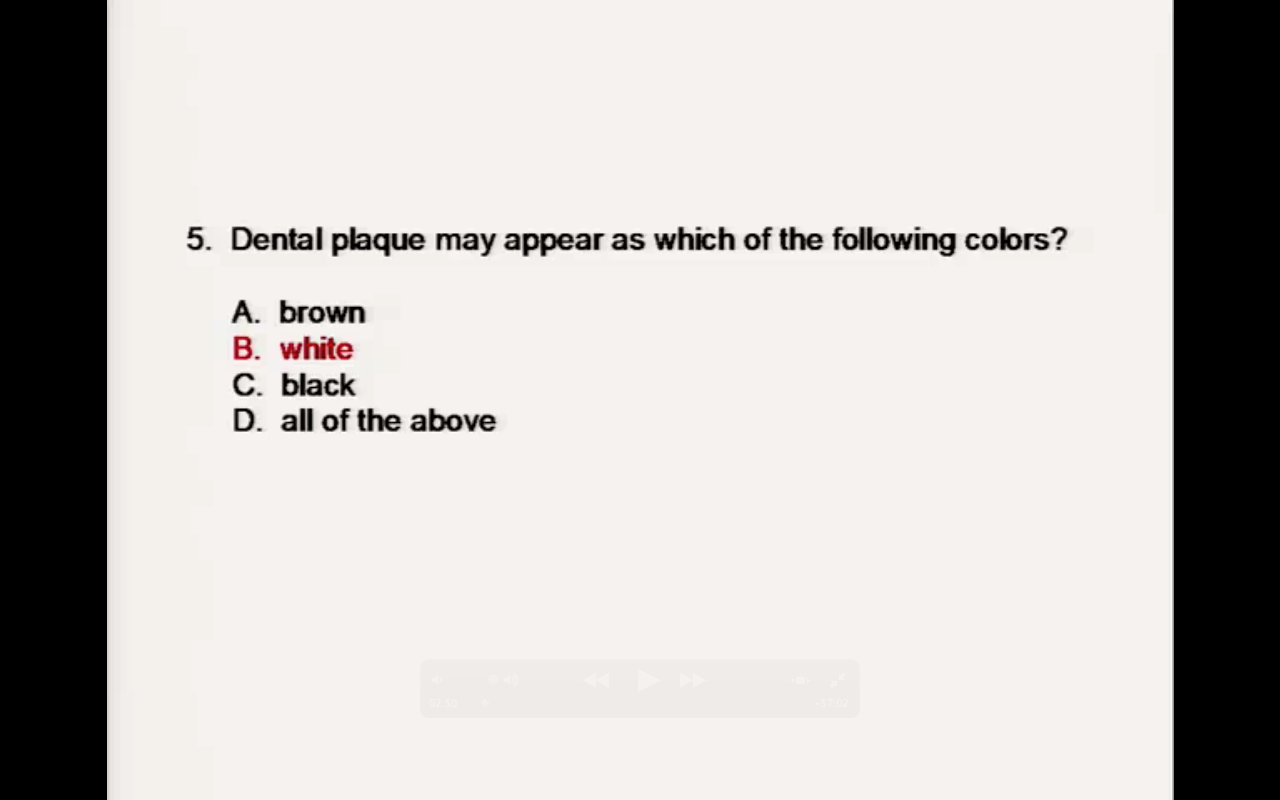 5. Dental plaque may appear as which of the following colors?
A. brown
B. white
C. black
D. all of the above